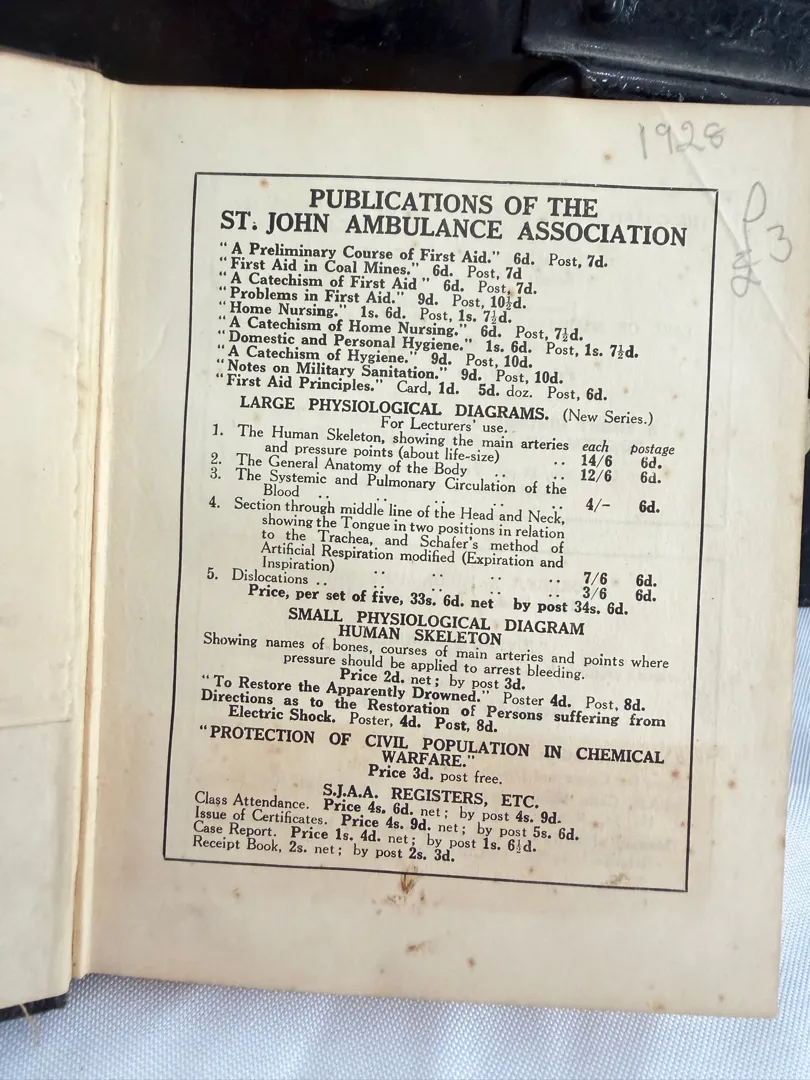 1928
£3
PUBLICATIONS OF THE
ST. JOHN AMBULANCE ASSOCIATION
"A Preliminary Course of First Aid." 6d. Post, 7d.
"First Aid in Coal Mines." 6d. Post, 7d
"A Catechism of First Aid" 6d. Post, 7d.
"Problems in First Aid." 9d. Post, 10½d.
"Home Nursing." 1s. 6d. Post, 1s. 7½d.
"A Catechism of Home Nursing." 6d. Post, 7½d.
"Domestic and Personal Hygiene." 1s. 6d. Post, 1s. 7½d.
"A Catechism of Hygiene." 9d. Post, 10d.
"Notes on Military Sanitation." 9d. Post, 10d.
"First Aid Principles." Card, 1d. 5d. doz. Post, 6d.
LARGE PHYSIOLOGICAL DIAGRAMS. (New Series.)
For Lecturers' use.
each postage
1. The Human Skeleton, showing the main arteries
and pressure points (about life-size) .. 14/6 6d.
2. The General Anatomy of the Body .. .. 12/6 6d.
3. The Systemic and Pulmonary Circulation of the
Blood .. .. .. .. 4/- 6d.
4. Section through middle line of the Head and Neck,
showing the Tongue in two positions in relation
to the Trachea, and Schafer's method of
Artificial Respiration modified (Expiration and
Inspiration) .. .. .. .. 7/6 6d.
5. Dislocations .. .. .. .. 3/6 6d.
Price, per set of five, 33s. 6d. net by post 34s. 6d.
SMALL PHYSIOLOGICAL DIAGRAM
HUMAN SKELETON
Showing names of bones, courses of main arteries and points where
pressure should be applied to arrest bleeding.
Price 2d. net; by post 3d.
"To Restore the Apparently Drowned." Poster 4d. Post, 8d.
Directions as to the Restoration of Persons suffering from
Electric Shock. Poster, 4d. Post, 8d.
"PROTECTION OF CIVIL POPULATION IN CHEMICAL
WARFARE."
Price 3d. post free.
S.J.A.A. REGISTERS, ETC.
Class Attendance. Price 4s. 6d. net; by post 4s. 9d.
Issue of Certificates. Price 4s. 9d. net; by post 5s. 6d.
Case Report. Price 1s. 4d. net; by post 1s. 6½d.
Receipt Book, 2s. net; by post 2s. 3d.